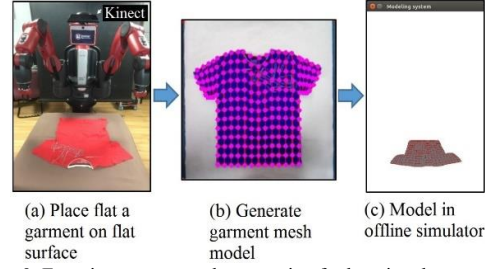 Kinect
Modeling system
(a) Place flat a
garment on flat
surface
(b) Generate
garment mesh
model
(c) Model in
offline simulator